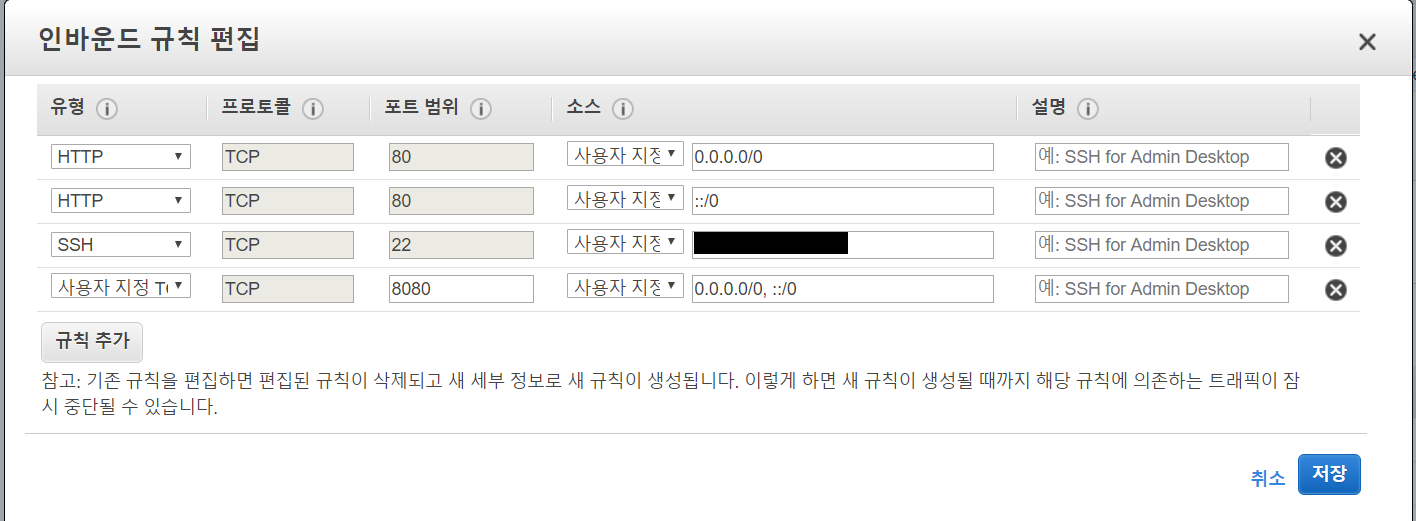 인바운드 규칙 편집
유형 프로토콜 포트 범위 소스 설명
HTTP TCP 80 사용자 지정 0.0.0.0/0 예: SSH for Admin Desktop
HTTP TCP 80 사용자 지정 ::/0 예: SSH for Admin Desktop
SSH TCP 22 사용자 지정 예: SSH for Admin Desktop
사용자 지정 TCP 8080 사용자 지정 0.0.0.0/0, ::/0 예: SSH for Admin Desktop
규칙 추가
참고: 기존 규칙을 편집하면 편집된 규칙이 삭제되고 새 세부 정보로 새 규칙이 생성됩니다. 이렇게 하면 새 규칙이 생성될 때까지 해당 규칙에 의존하는 트래픽이 잠
시 중단될 수 있습니다.
취소 저장